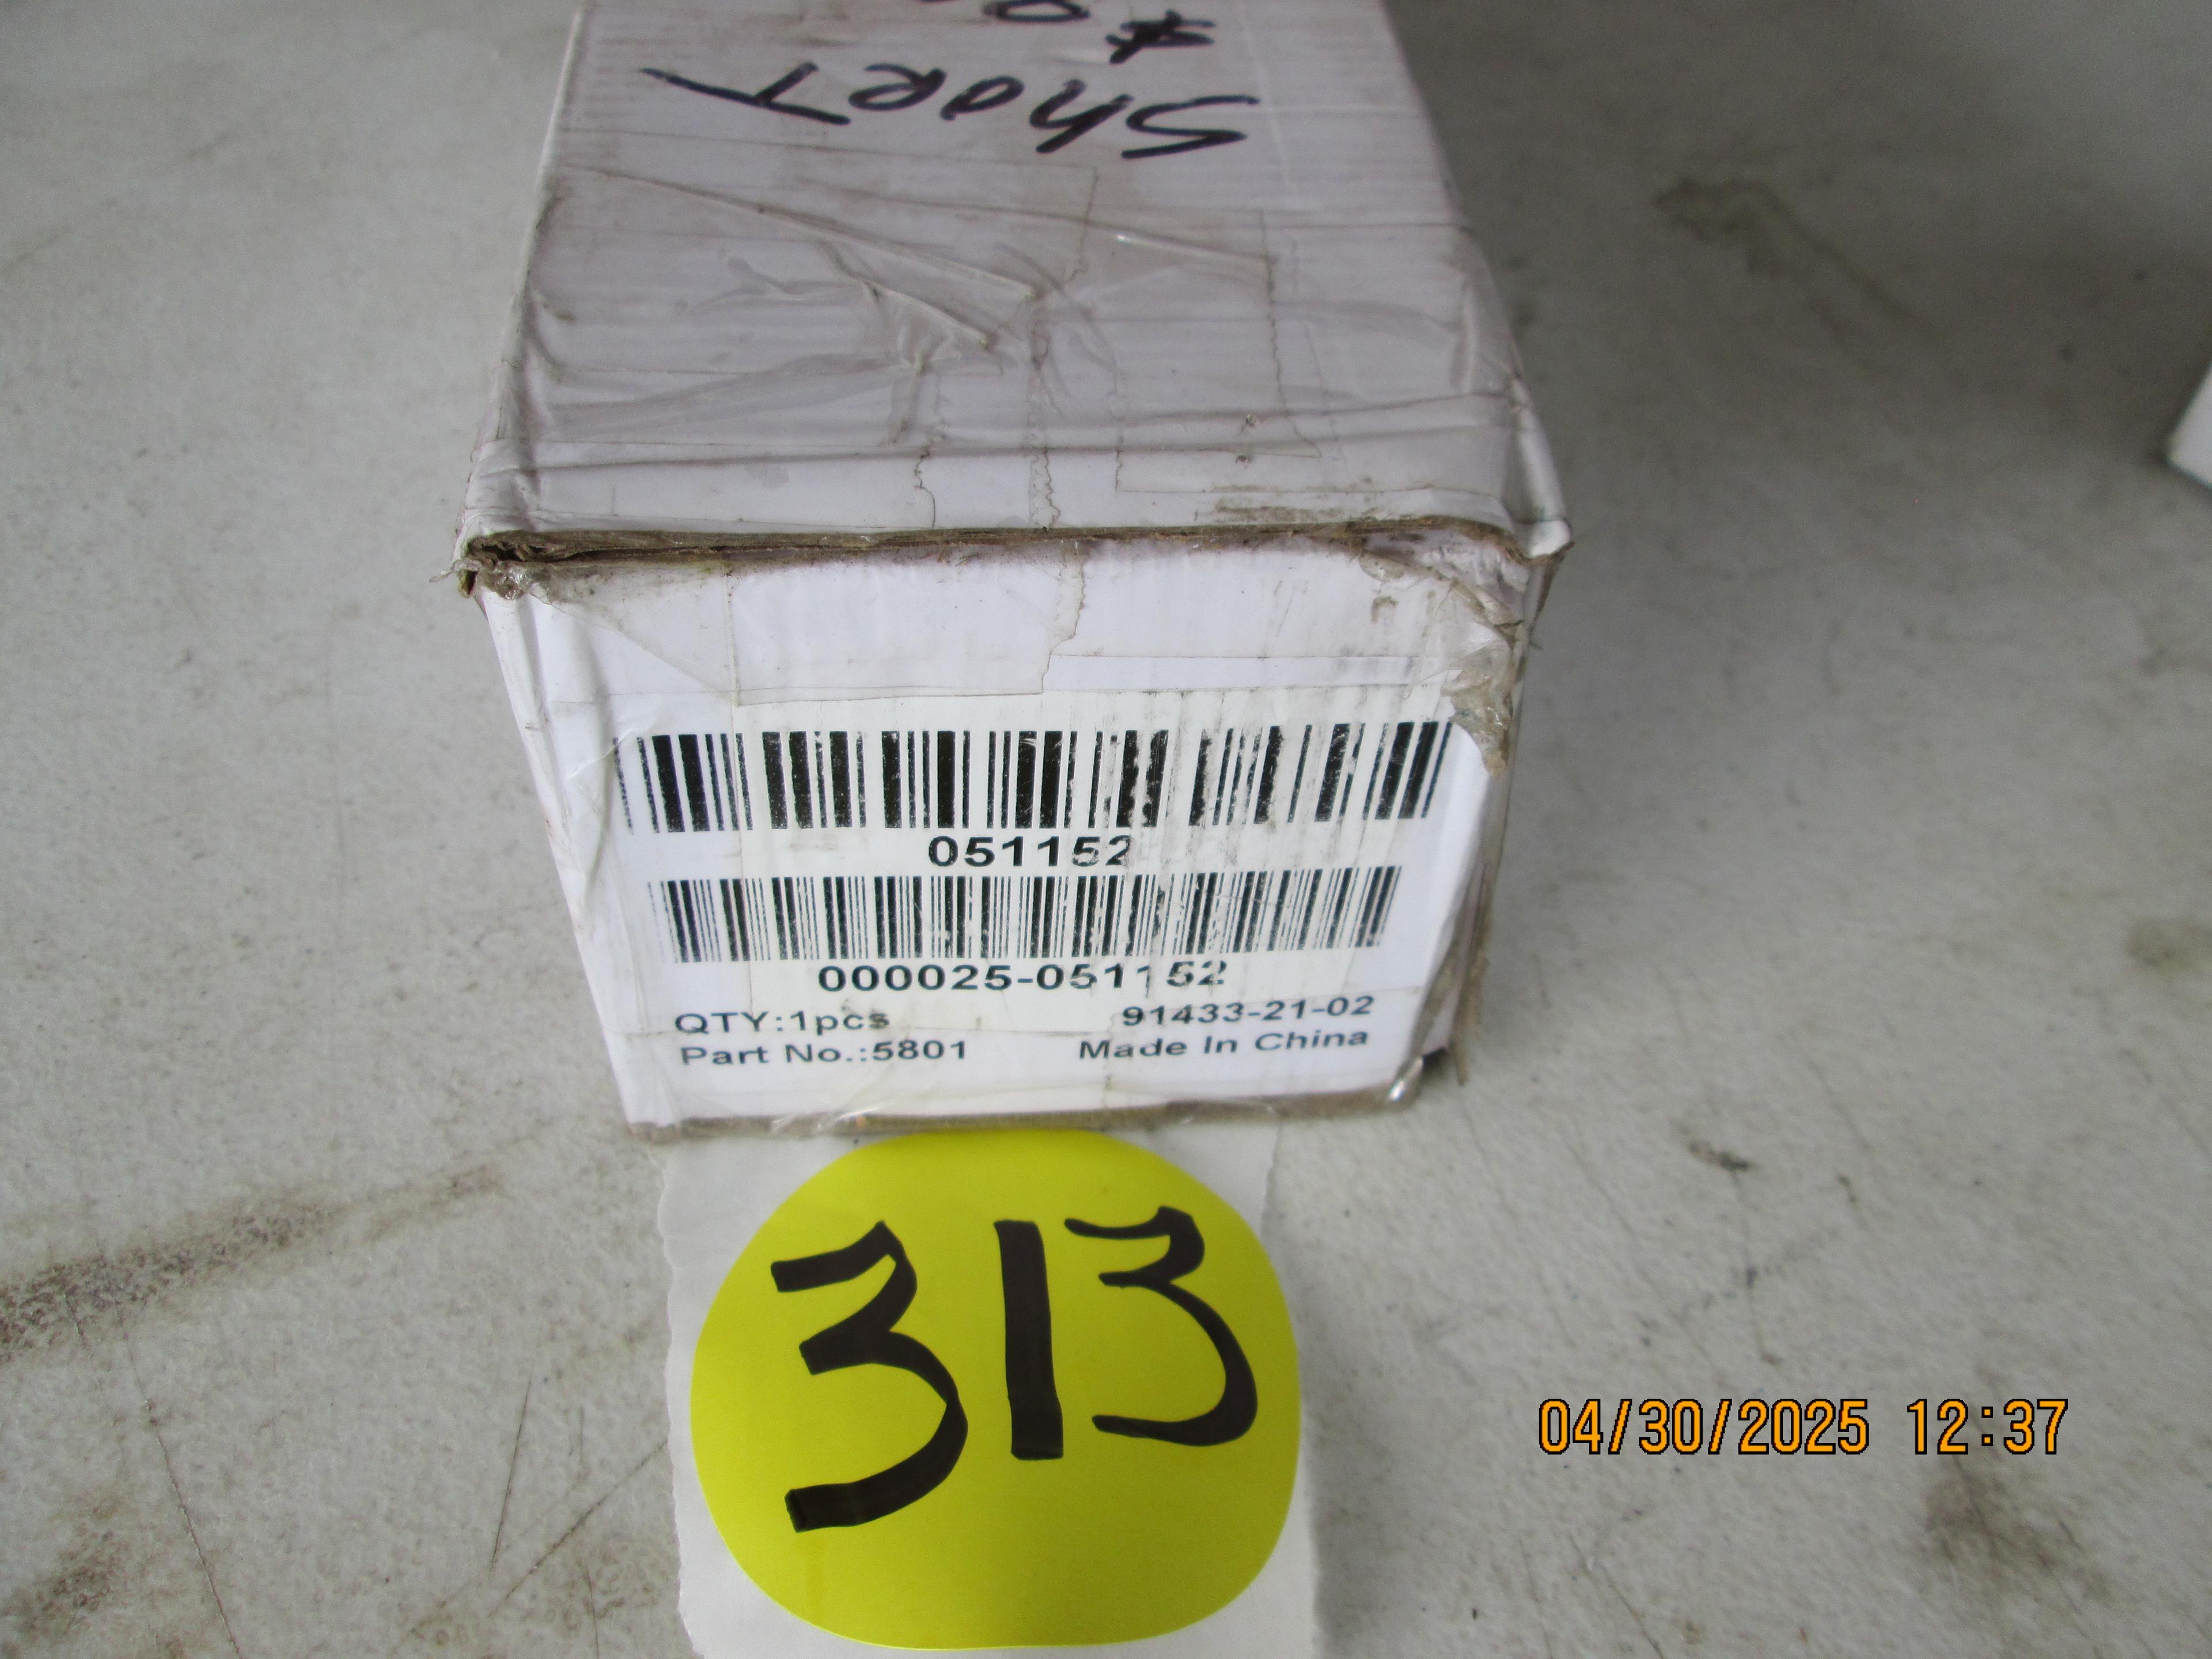 ShorT
051152
000025-051152
QTY:1pcs 91433-21-02
Part No.:5801 Made In China
313
04/30/2025 12:37